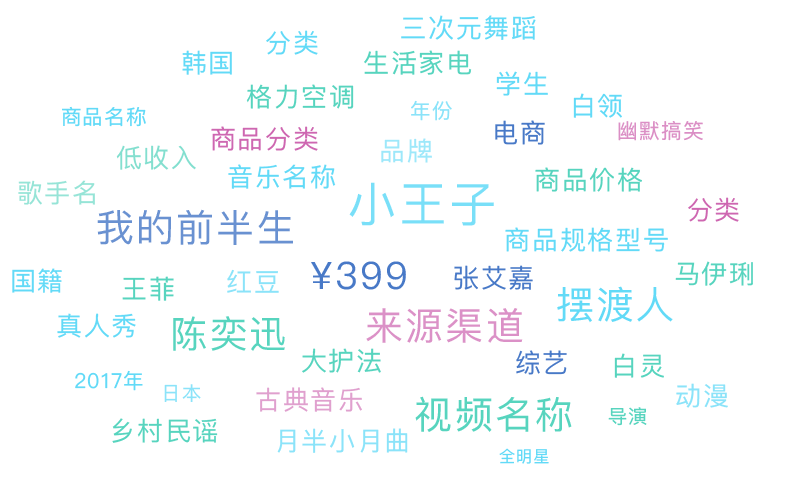 三次元舞蹈
分类
韩国
生活家电
学生
格力空调
年份
白领
商品名称
商品分类
电商
幽默搞笑
低收入
品牌
音乐名称
商品价格
歌手名
小王子
分类
我的前半生
商品规格型号
国籍
王菲
红豆
¥399
张艾嘉
马伊琍
摆渡人
真人秀
陈奕迅
来源渠道
大护法
综艺
白灵
2017年
日本
古典音乐
动漫
视频名称
导演
乡村民谣
月半小月曲
全明星